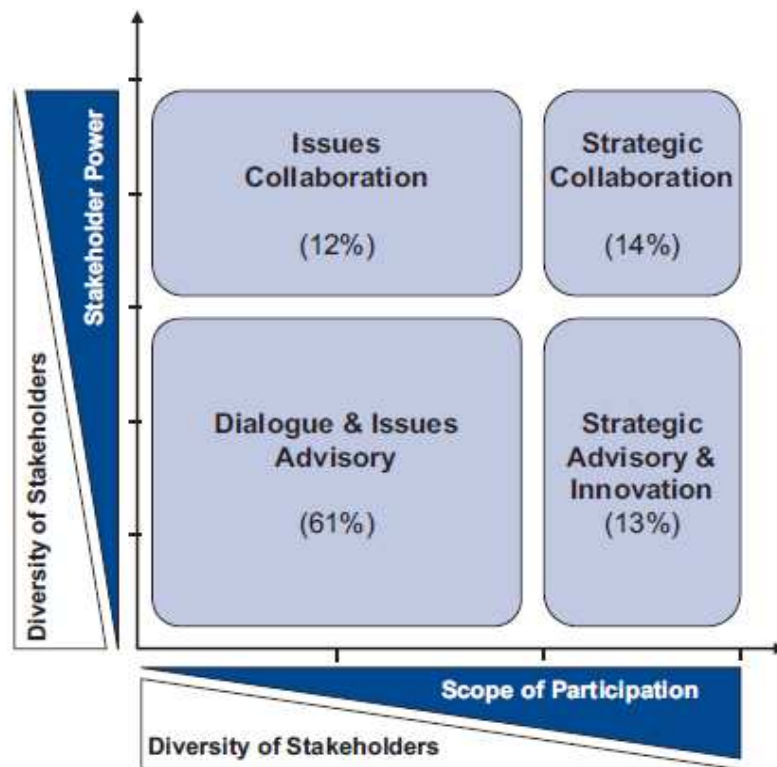 Stakeholder Power
Diversity of Stakeholders
Issues
Collaboration
(12%)
Strategic
Collaboration
(14%)
Dialogue & Issues
Advisory
(61%)
Strategic
Advisory &
Innovation
(13%)
Scope of Participation
Diversity of Stakeholders